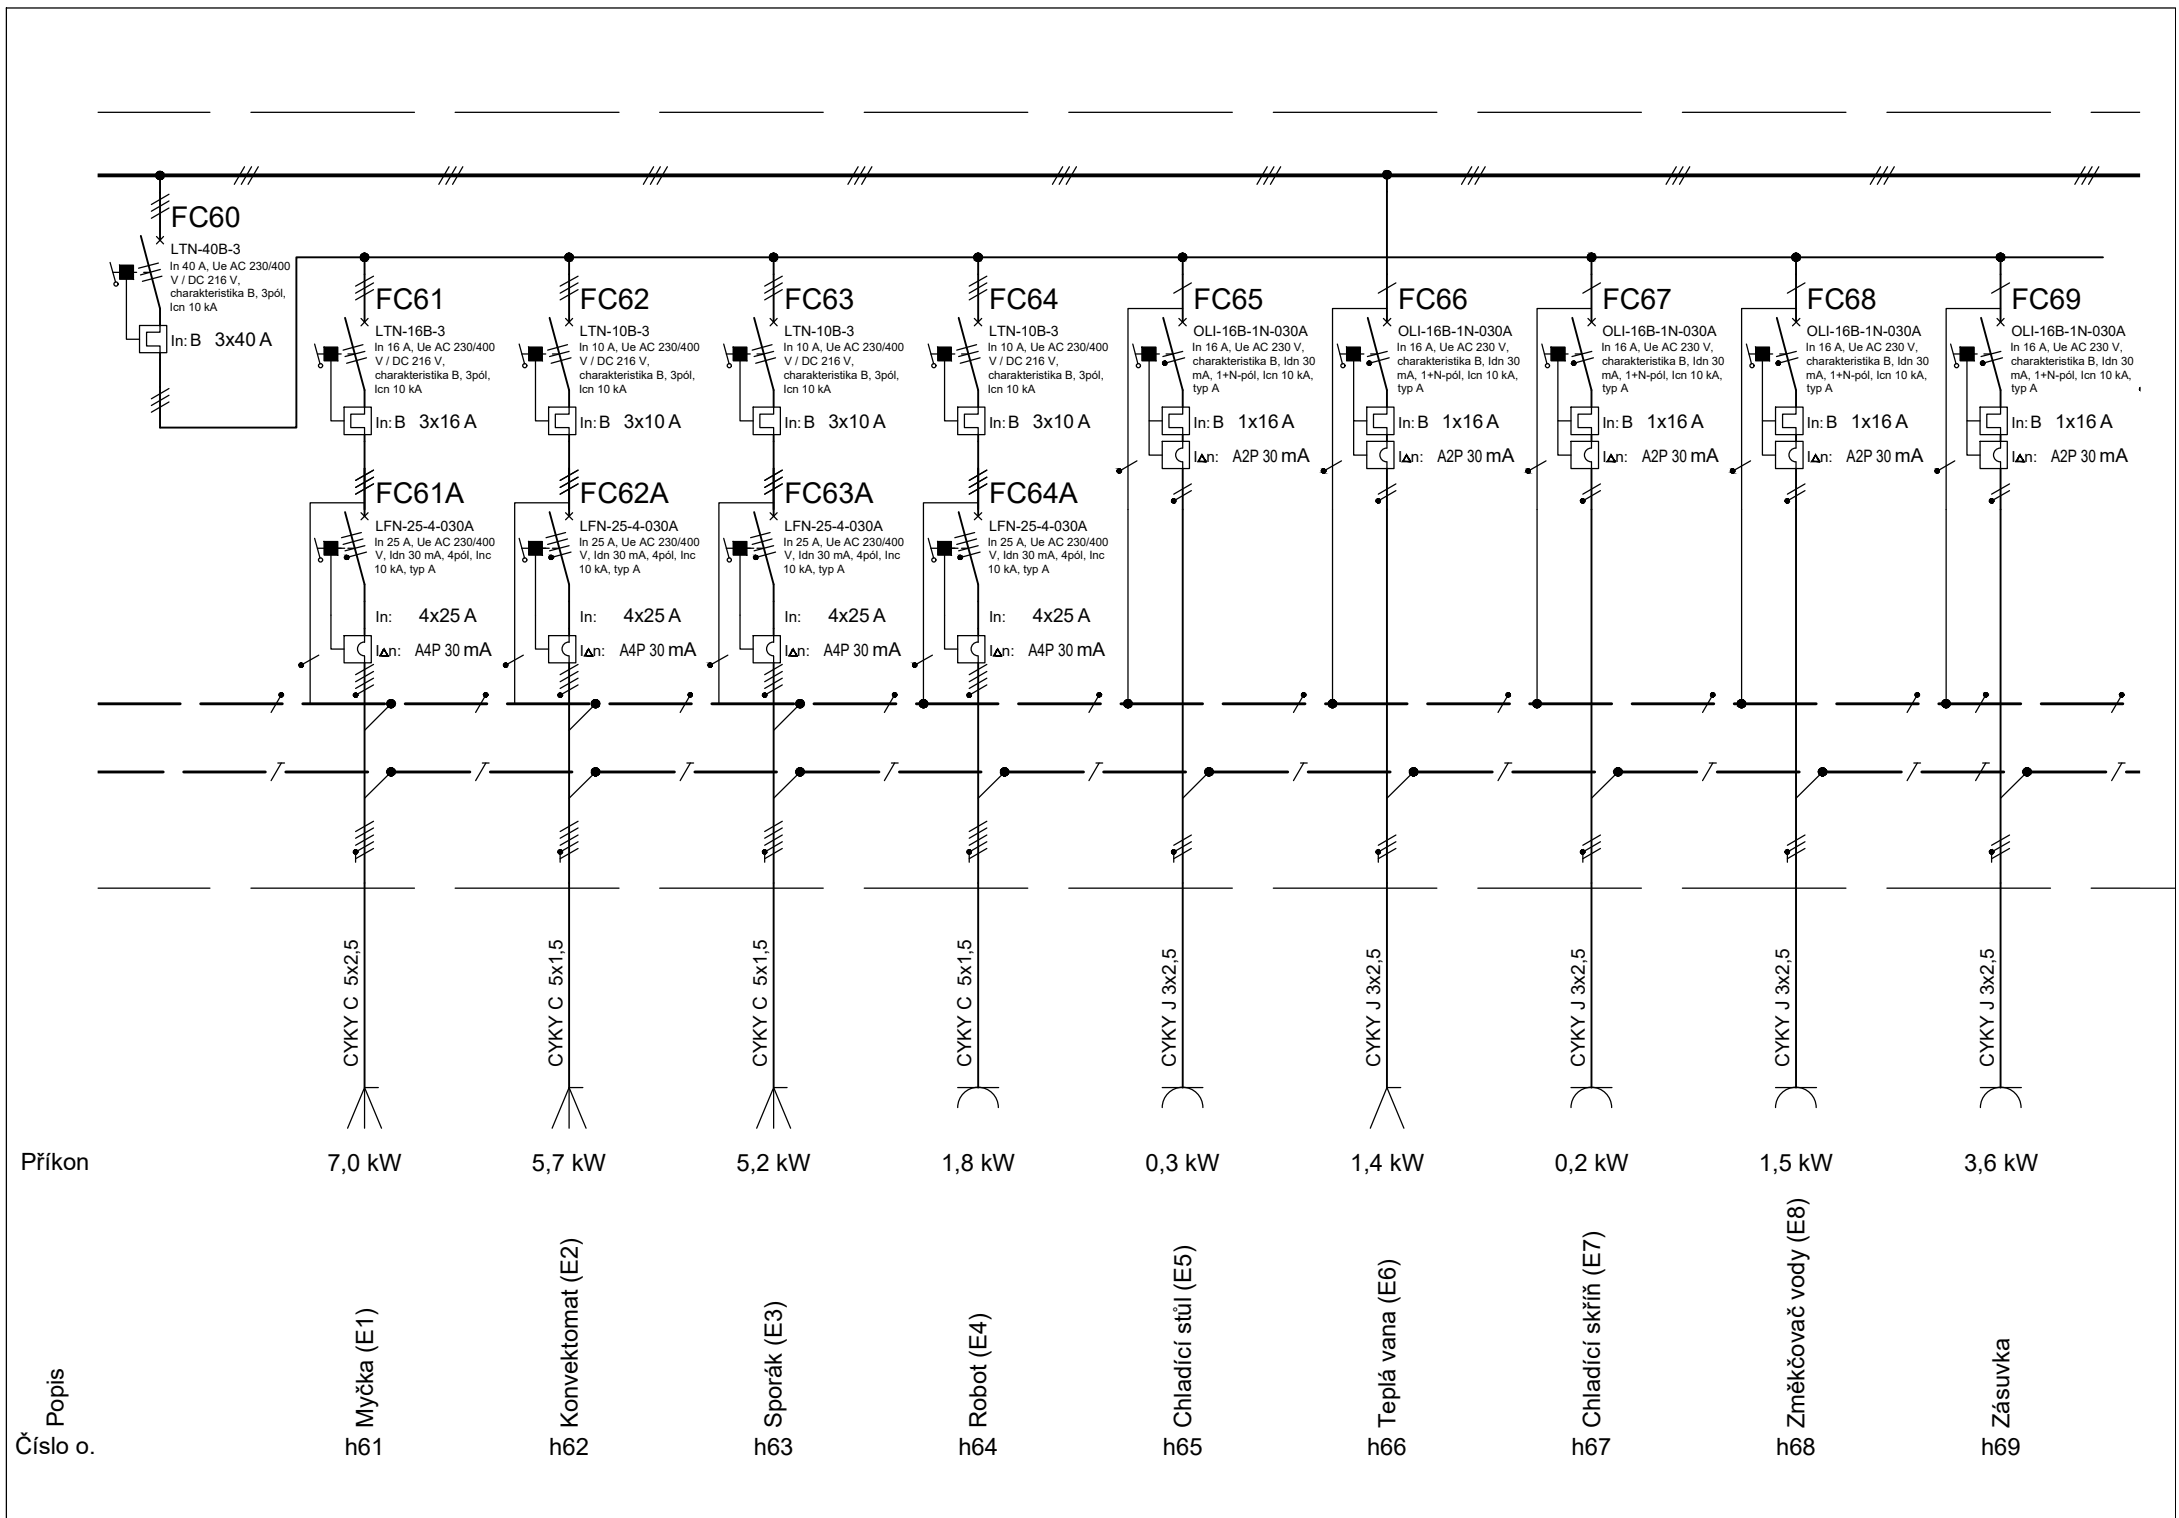 FC60
LTN-40B-3
In 40 A, Ue AC 230/400
V / DC 216 V,
charakteristika B, 3pól,
Icn 10 kA
In: B 3x40 A
FC61
LTN-16B-3
In 16 A, Ue AC 230/400
V / DC 216 V,
charakteristika B, 3pól,
Icn 10 kA
In: B 3x16 A
FC61A
LFN-25-4-030A
In 25 A, Ue AC 230/400
V, Idn 30 mA, 4pól, Inc
10 kA, typ A
In: 4x25 A
I∆n: A4P 30 mA
FC62
LTN-10B-3
In 10 A, Ue AC 230/400
V / DC 216 V,
charakteristika B, 3pól,
Icn 10 kA
In: B 3x10 A
FC62A
LFN-25-4-030A
In 25 A, Ue AC 230/400
V, Idn 30 mA, 4pól, Inc
10 kA, typ A
In: 4x25 A
I∆n: A4P 30 mA
FC63
LTN-10B-3
In 10 A, Ue AC 230/400
V / DC 216 V,
charakteristika B, 3pól,
Icn 10 kA
In: B 3x10 A
FC63A
LFN-25-4-030A
In 25 A, Ue AC 230/400
V, Idn 30 mA, 4pól, Inc
10 kA, typ A
In: 4x25 A
I∆n: A4P 30 mA
FC64
LTN-10B-3
In 10 A, Ue AC 230/400
V / DC 216 V,
charakteristika B, 3pól,
Icn 10 kA
In: B 3x10 A
FC64A
LFN-25-4-030A
In 25 A, Ue AC 230/400
V, Idn 30 mA, 4pól, Inc
10 kA, typ A
In: 4x25 A
I∆n: A4P 30 mA
FC65
OLI-16B-1N-030A
In 16 A, Ue AC 230 V,
charakteristika B, Idn 30
mA, 1+N-pól, Icn 10 kA,
typ A
In: B 1x16 A
I∆n: A2P 30 mA
FC66
OLI-16B-1N-030A
In 16 A, Ue AC 230 V,
charakteristika B, Idn 30
mA, 1+N-pól, Icn 10 kA,
typ A
In: B 1x16 A
I∆n: A2P 30 mA
FC67
OLI-16B-1N-030A
In 16 A, Ue AC 230 V,
charakteristika B, Idn 30
mA, 1+N-pól, Icn 10 kA,
typ A
In: B 1x16 A
I∆n: A2P 30 mA
FC68
OLI-16B-1N-030A
In 16 A, Ue AC 230 V,
charakteristika B, Idn 30
mA, 1+N-pól, Icn 10 kA,
typ A
In: B 1x16 A
I∆n: A2P 30 mA
FC69
OLI-16B-1N-030A
In 16 A, Ue AC 230 V,
charakteristika B, Idn 30
mA, 1+N-pól, Icn 10 kA,
typ A
In: B 1x16 A
I∆n: A2P 30 mA
CYKY C 5x2,5
CYKY C 5x1,5
CYKY C 5x1,5
CYKY C 5x1,5
CYKY J 3x2,5
CYKY J 3x2,5
CYKY J 3x2,5
CYKY J 3x2,5
CYKY J 3x2,5
Příkon 7,0 kW 5,7 kW 5,2 kW 1,8 kW 0,3 kW 1,4 kW 0,2 kW 1,5 kW 3,6 kW
Popis
Myčka (E1)
Konvektomat (E2)
Sporák (E3)
Robot (E4)
Chladící stůl (E5)
Teplá vana (E6)
Chladící skříň (E7)
Změkčovač vody (E8)
Zásuvka
Číslo o. h61 h62 h63 h64 h65 h66 h67 h68 h69